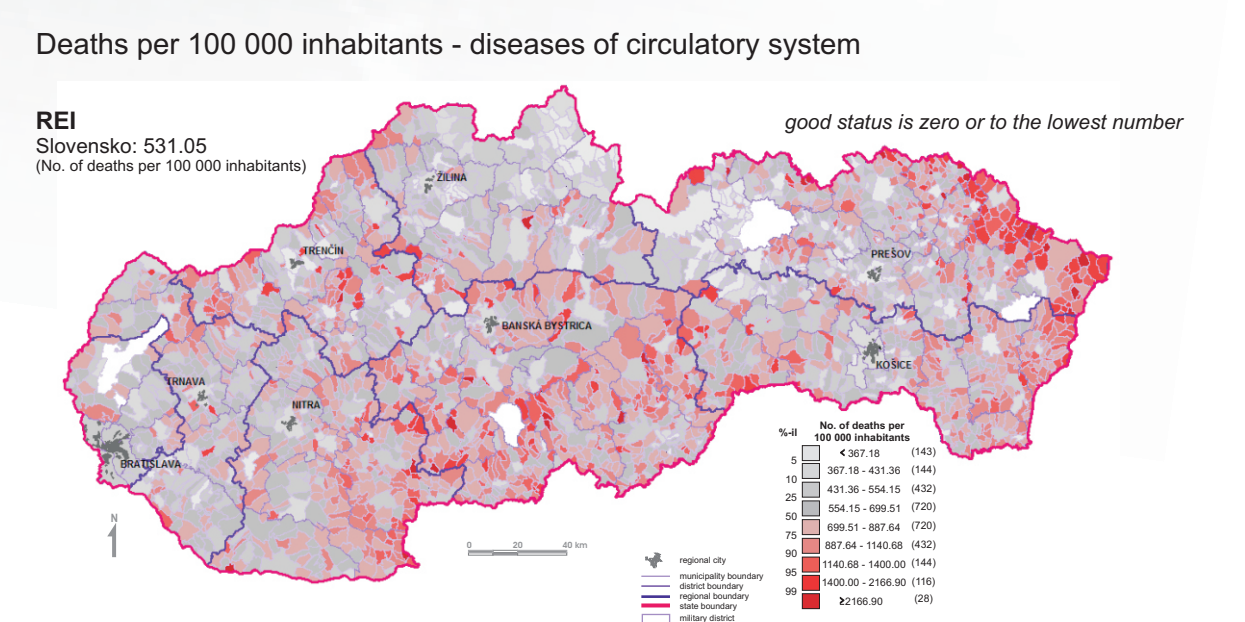 Deaths per 100 000 inhabitants - diseases of circulatory system
REI
Slovensko: 531.05
(No. of deaths per 100 000 inhabitants)
good status is zero or to the lowest number
ŽILINA
TRENČÍN
PREŠOV
BANSKÁ BYSTRICA
KOŠICE
TRNAVA
NITRA
BRATISLAVA
N
0 20 40 km
regional city
municipality boundary
district boundary
regional boundary
state boundary
military district
%-il
No. of deaths per
100 000 inhabitants
< 367.18 (143)
5
367.18 - 431.36 (144)
10
431.36 - 554.15 (432)
25
554.15 - 699.51 (720)
50
699.51 - 887.64 (720)
75
887.64 - 1140.68 (432)
90
1140.68 - 1400.00 (144)
95
1400.00 - 2166.90 (116)
99
≥2166.90 (28)